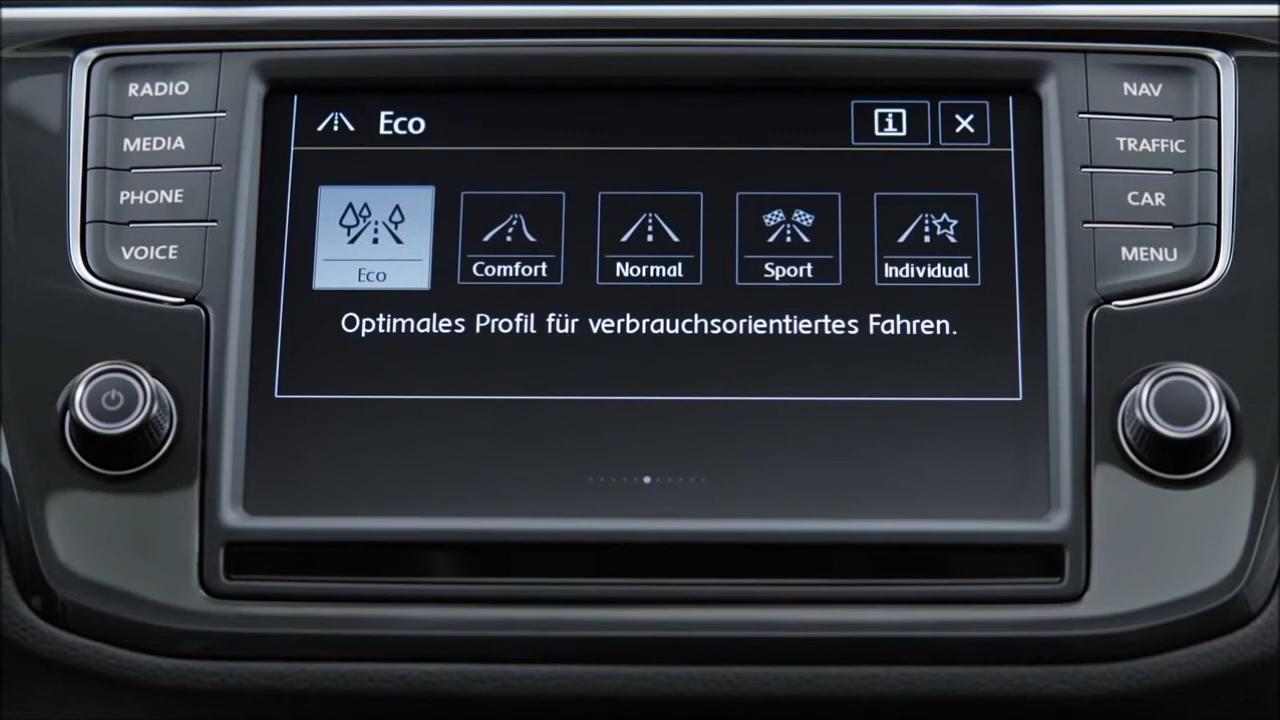 RADIO
MEDIA
PHONE
VOICE
Eco
Eco
Comfort
Normal
Sport
Individual
Optimales Profil für verbrauchsorientiertes Fahren.
NAV
TRAFFIC
CAR
MENU